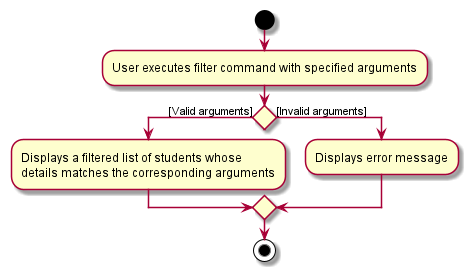 User executes filter command with specified arguments
[Valid arguments]
[Invalid arguments]
Displays a filtered list of students whose
details matches the corresponding arguments
Displays error message